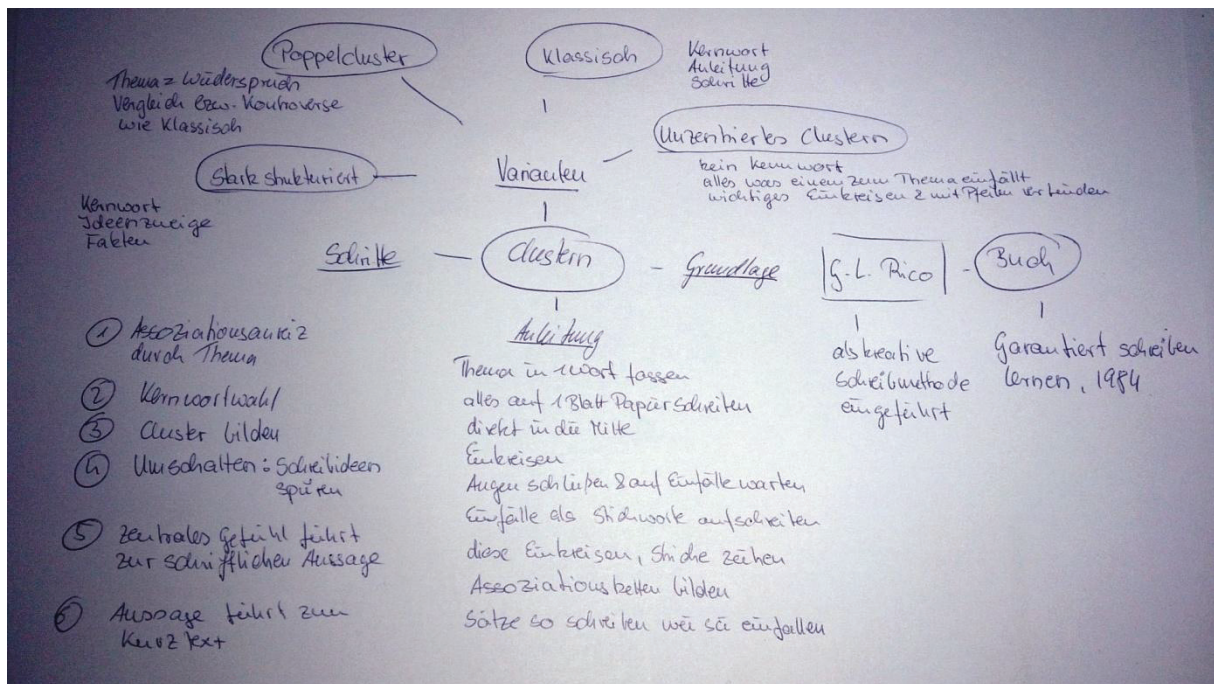 Doppelcluster
Thema = Widerspruch
Vergleich bzw. Kontroverse
wie Klassisch
Klassisch
Kernwort
Anleitung
Schritte
Unzentriertes Clustern
kein Kernwort
alles was einem zum Thema einfällt
wichtiges Einkreisen & mit Pfeilen verbinden
Stark strukturiert
Kernwort
Ideenzweige
Fakten
Varianten
Clustern
Schritte
① Assoziationsanreiz
durch Thema
② Kernwortwahl
③ Cluster bilden
④ Umschalten: Schreibideen
spüren
⑤ zentrales Gefühl führt
zur schriftlichen Aussage
⑥ Aussage führt zum
Kurztext
Anleitung
Thema in 1 Wort fassen
alles auf 1 Blatt Papier schreiben
direkt in die Mitte
Einkreisen
Augen schließen & auf Einfälle warten
Einfälle als Stichworte aufschreiben
diese Einkreisen, Striche ziehen
Assoziationsketten bilden
Sätze so schreiben wie sie einfallen
Grundlage
G. L. Rico
als kreative
Schreibmethode
eingeführt
Buch
Garantiert schreiben
lernen, 1984